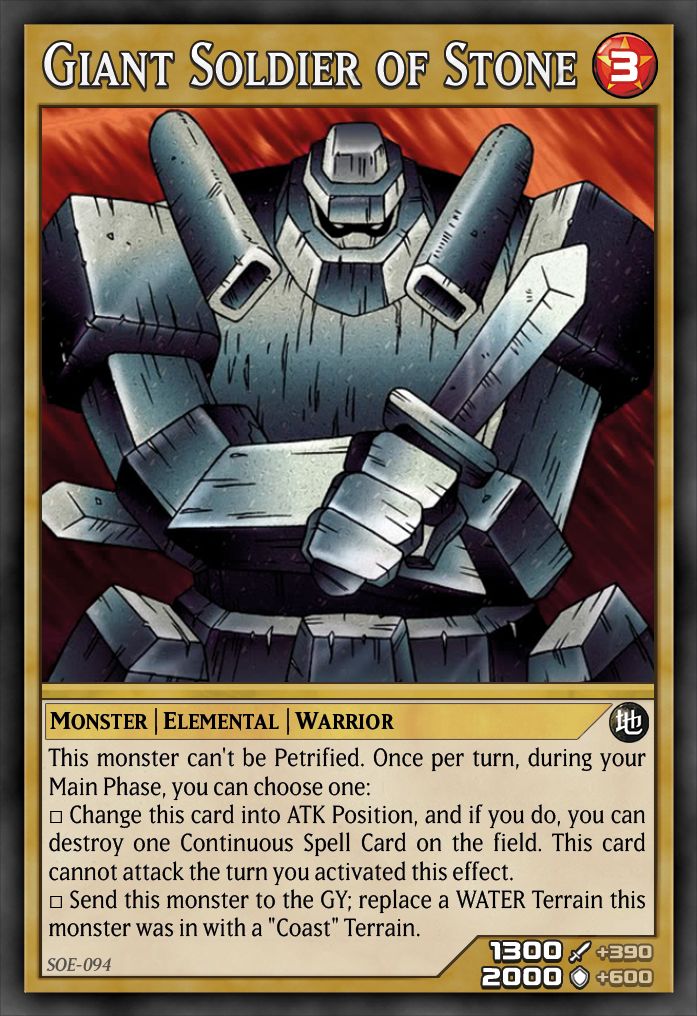 GIANT SOLDIER OF STONE
3
MONSTER | ELEMENTAL | WARRIOR
This monster can't be Petrified. Once per turn, during your
Main Phase, you can choose one:
□ Change this card into ATK Position, and if you do, you can
destroy one Continuous Spell Card on the field. This card
cannot attack the turn you activated this effect.
□ Send this monster to the GY; replace a WATER Terrain this
monster was in with a "Coast" Terrain.
1300 +390
SOE-094
2000 +600